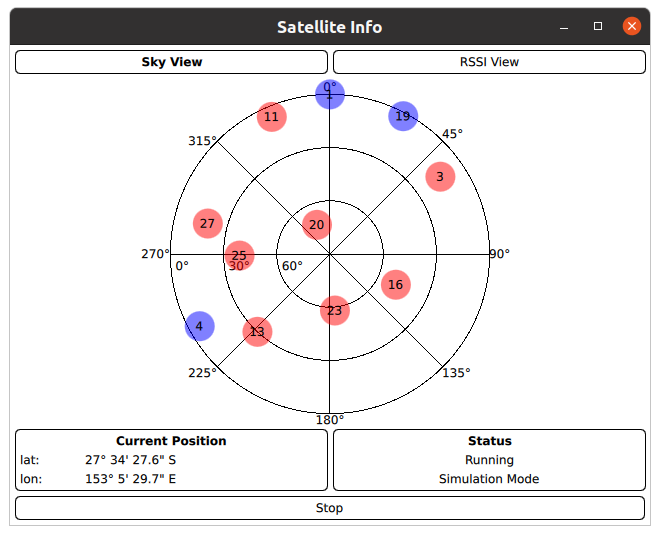 Satellite Info
Sky View
RSSI View
0°
1
11
19
315°
45°
3
27
20
270°
25
90°
0°
30°
60°
16
23
4
13
225°
135°
180°
Current Position
lat: 27° 34' 27.6" S
lon: 153° 5' 29.7" E
Status
Running
Simulation Mode
Stop